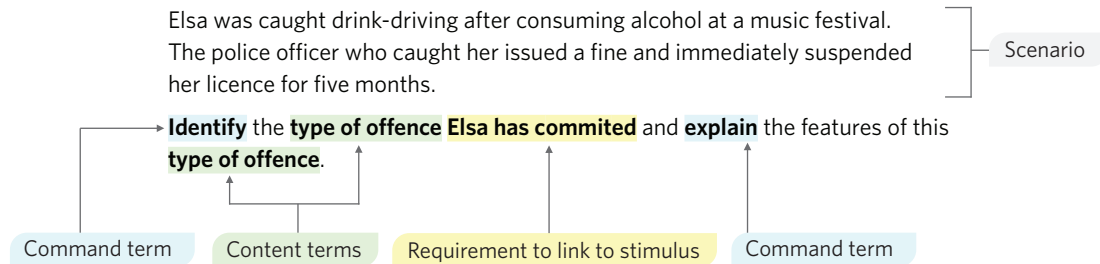 Elsa was caught drink-driving after consuming alcohol at a music festival.
The police officer who caught her issued a fine and immediately suspended
her licence for five months.
Scenario
Identify the type of offence Elsa has commited and explain the features of this
type of offence.
Command term
Content terms
Requirement to link to stimulus
Command term